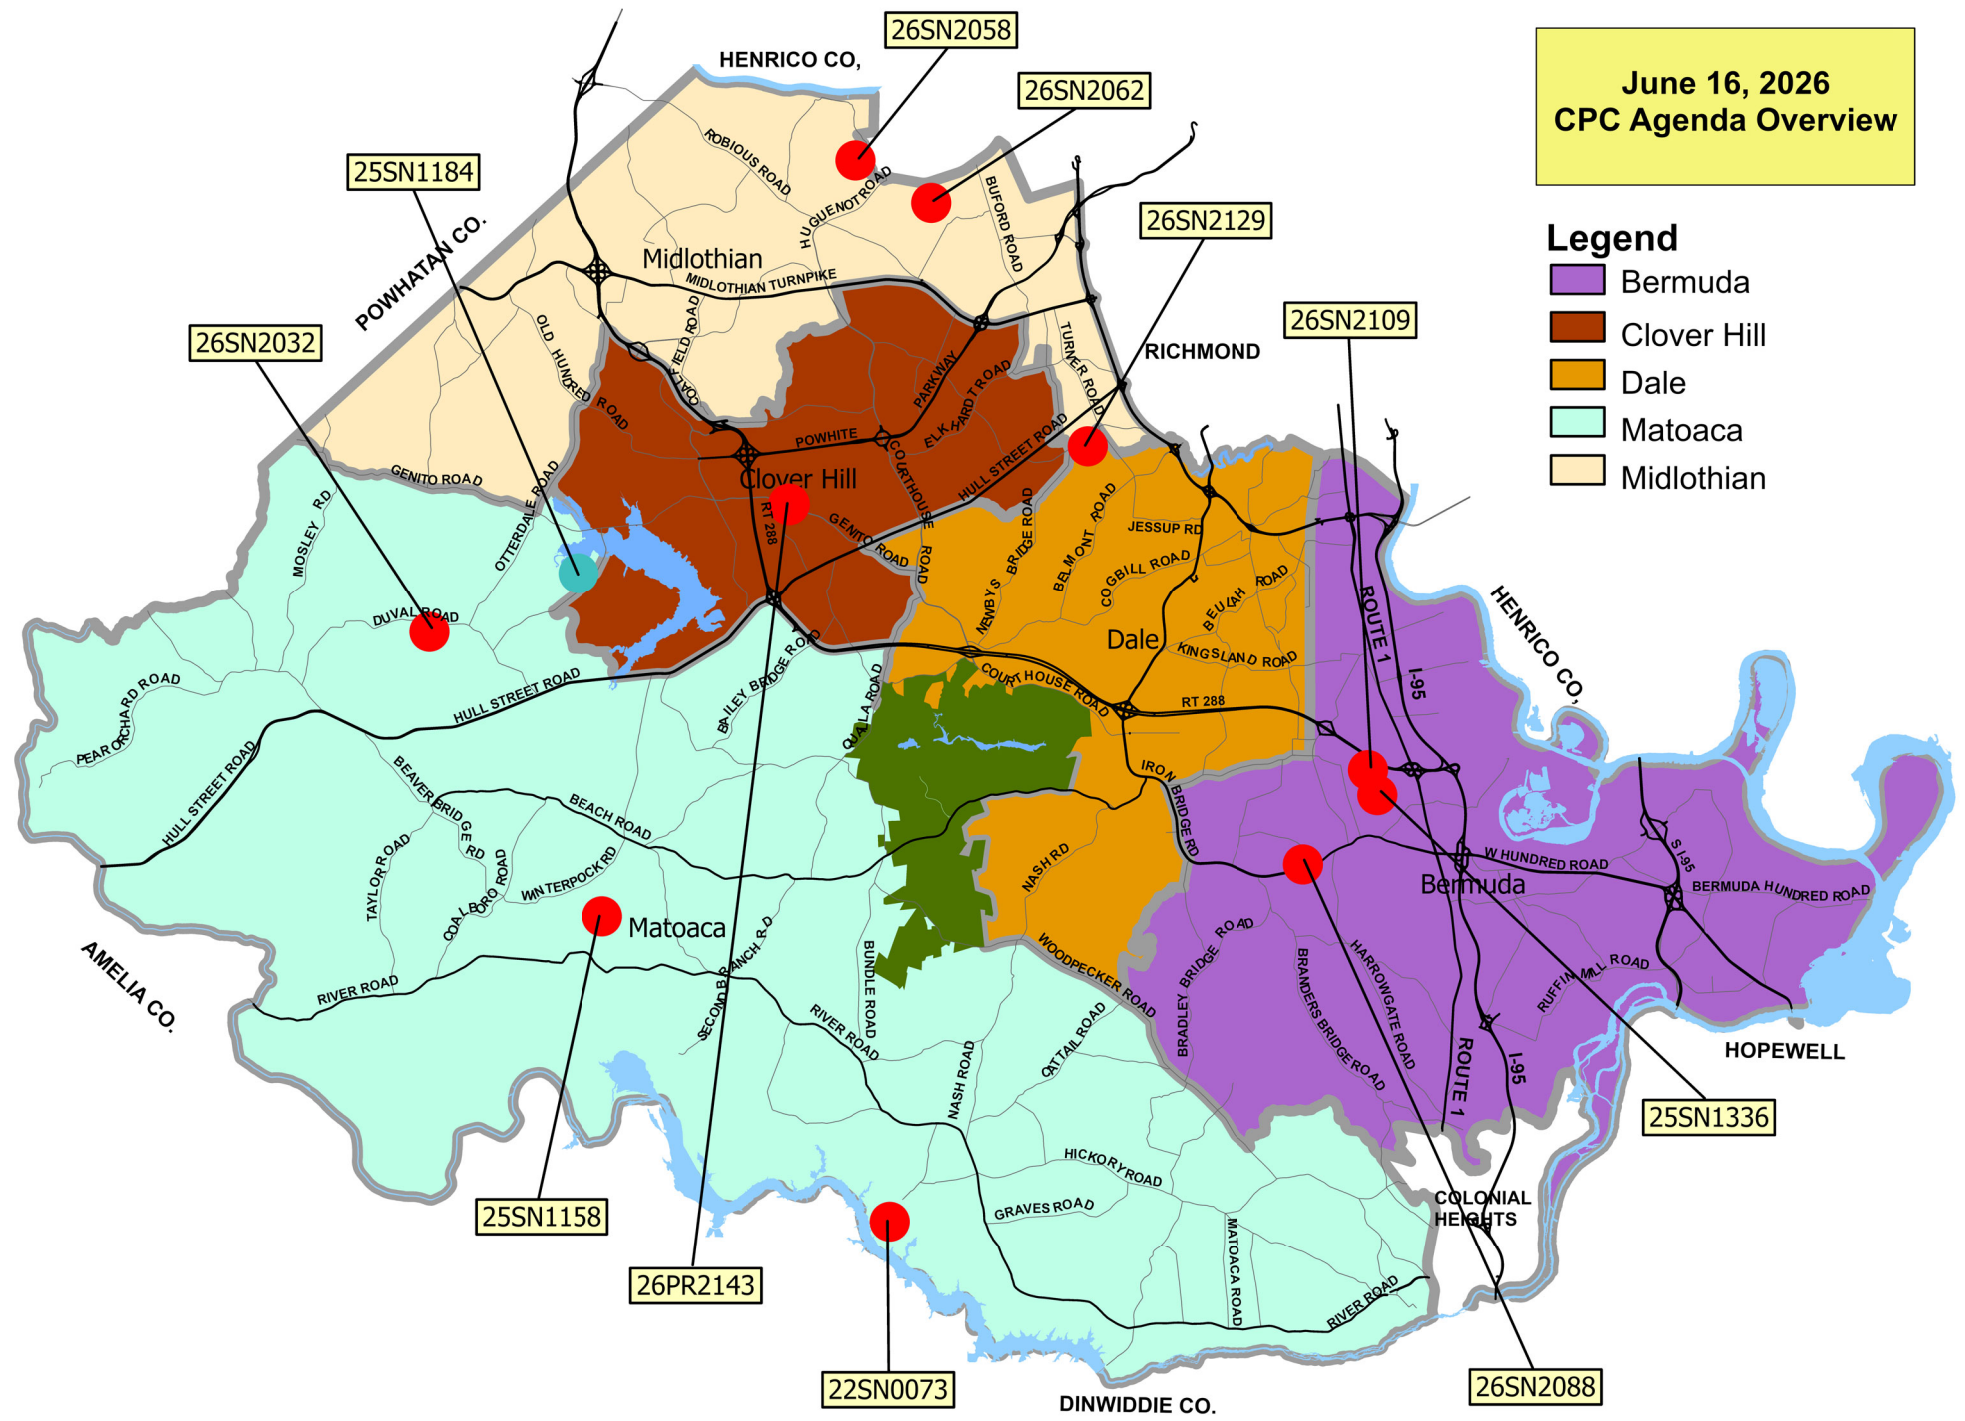 June 16, 2026
CPC Agenda Overview
Legend
Bermuda
Clover Hill
Dale
Matoaca
Midlothian
26SN2058
HENRICO CO,
26SN2062
25SN1184
26SN2129
26SN2032
26SN2109
POWHATAN CO.
RICHMOND
ROBIOUS ROAD
HUGUENOT ROAD
BUFORD ROAD
Midlothian
MIDLOTHIAN TURNPIKE
OLD HUNDRED ROAD
COALFIELD ROAD
TURNER ROAD
PARKWAY
ELKHARDT ROAD
POWHITE
COURTHOUSE ROAD
HULL STREET ROAD
GENITO ROAD
OTTERDALE ROAD
MOSLEY RD
Clover Hill
RT 288
GENITO ROAD
NEWBYS BRIDGE ROAD
BELMONT ROAD
JESSUP RD
COGBILL ROAD
BEULAH ROAD
KINGSLAND ROAD
Dale
ROUTE 1
I-95
HENRICO CO,
DUVAL ROAD
PEAR ORCHARD ROAD
HULL STREET ROAD
HULL STREET ROAD
BAILEY BRIDGE ROAD
QUALLA ROAD
COURT HOUSE ROAD
RT 288
IRON BRIDGE RD
BEAVER BRIDGE RD
BEACH ROAD
TAYLOR ROAD
COALBORO ROAD
WINTERPOCK RD
NASH RD
W HUNDRED ROAD
S I-95
BERMUDA HUNDRED ROAD
Bermuda
Matoaca
SECOND BRANCH RD
BUNDLE ROAD
WOODPECKER ROAD
BRADLEY BRIDGE ROAD
BRANDERS BRIDGE ROAD
HARROWGATE ROAD
RUFFIN MILL ROAD
AMELIA CO.
RIVER ROAD
RIVER ROAD
NASH ROAD
CATTAIL ROAD
ROUTE 1
I-95
HOPEWELL
25SN1336
HICKORY ROAD
GRAVES ROAD
MATOACA ROAD
RIVER ROAD
COLONIAL
HEIGHTS
25SN1158
26PR2143
22SN0073
26SN2088
DINWIDDIE CO.